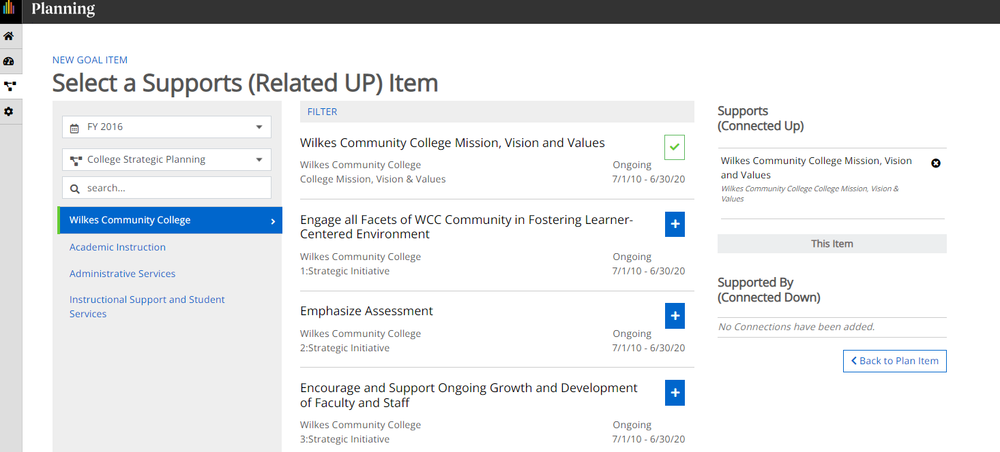 Planning
NEW GOAL ITEM
Select a Supports (Related UP) Item
FY 2016
College Strategic Planning
search...
Wilkes Community College
Academic Instruction
Administrative Services
Instructional Support and Student
Services
FILTER
Wilkes Community College Mission, Vision and Values
Wilkes Community College
Ongoing
College Mission, Vision & Values
7/1/10 - 6/30/20
Engage all Facets of WCC Community in Fostering Learner-
Centered Environment
Wilkes Community College
Ongoing
1:Strategic Initiative
7/1/10 - 6/30/20
Emphasize Assessment
Wilkes Community College
Ongoing
2:Strategic Initiative
7/1/10 - 6/30/20
Encourage and Support Ongoing Growth and Development
of Faculty and Staff
Wilkes Community College
Ongoing
3:Strategic Initiative
7/1/10 - 6/30/20
Supports
(Connected Up)
Wilkes Community College Mission, Vision
and Values
Wilkes Community College College Mission, Vision &
Values
This Item
Supported By
(Connected Down)
No Connections have been added.
Back to Plan Item